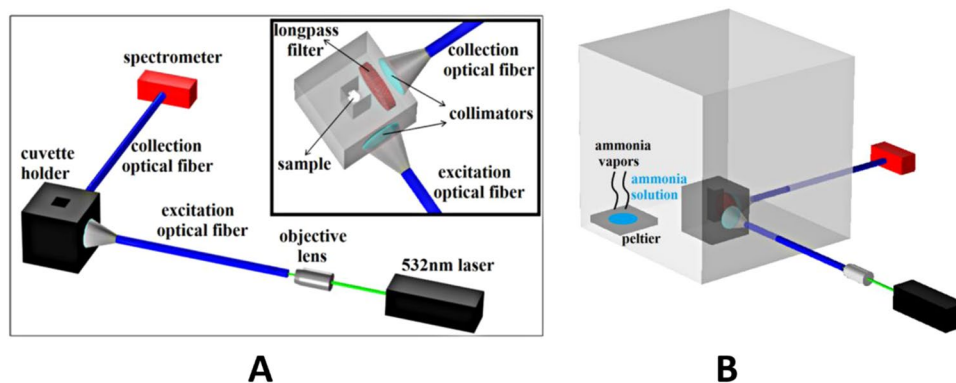 spectrometer
cuvette
holder
collection
optical fiber
excitation
optical fiber
objective
lens
532nm laser
longpass
filter
collection
optical fiber
collimators
sample
excitation
optical fiber
A
ammonia
vapors
ammonia
solution
peltier
B